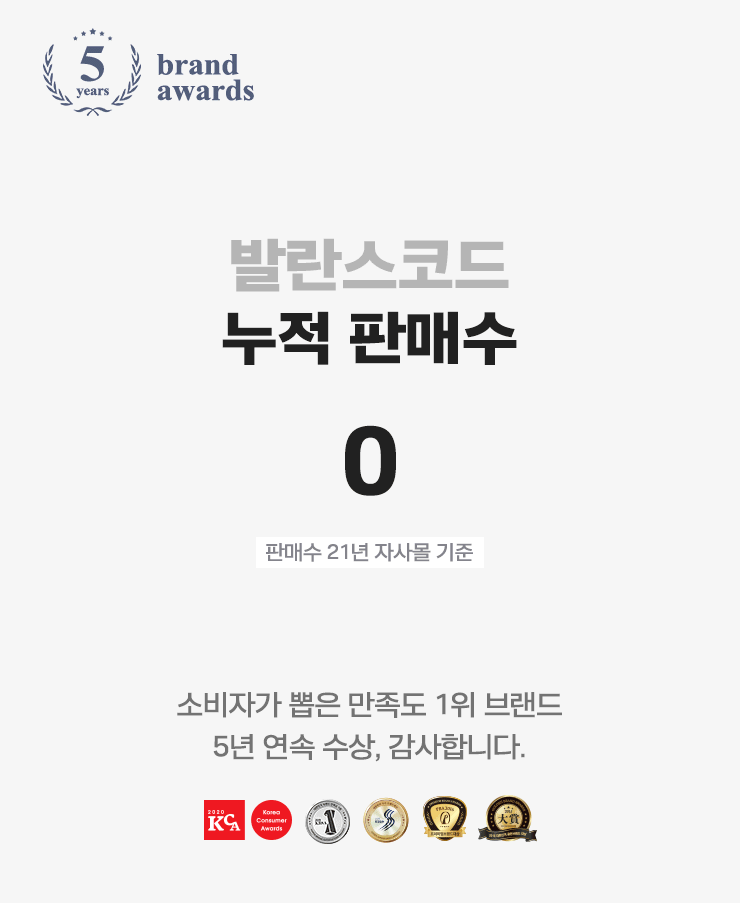 5
years
brand
awards
발란스코드
누적 판매수
0
판매수 21년 자사몰 기준
소비자가 뽑은 만족도 1위 브랜드
5년 연속 수상, 감사합니다.
2020
KCA
Korea
Consumer
Awards
大賞